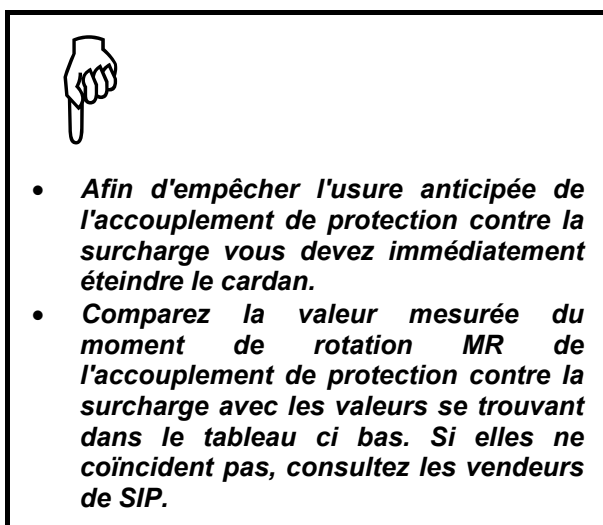 • Afin d'empêcher l'usure anticipée de
l'accouplement de protection contre la
surcharge vous devez immédiatement
éteindre le cardan.
• Comparez la valeur mesurée du
moment de rotation MR de
l'accouplement de protection contre la
surcharge avec les valeurs se trouvant
dans le tableau ci bas. Si elles ne
coïncident pas, consultez les vendeurs
de SIP.